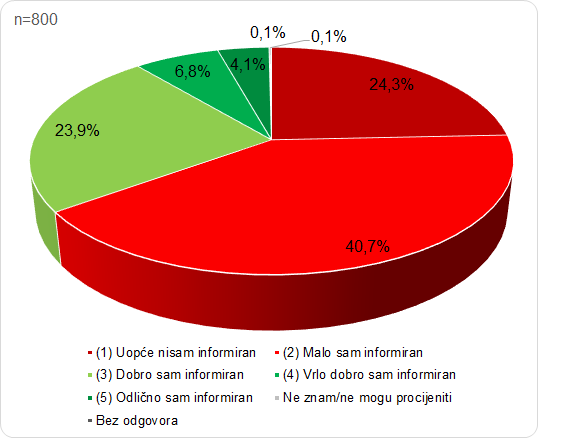 n=800
0,1%
0,1%
4,1%
6,8%
24,3%
23,9%
40,7%
(1) Uopće nisam informiran
(2) Malo sam informiran
(3) Dobro sam informiran
(4) Vrlo dobro sam informiran
(5) Odlično sam informiran
Ne znam/ne mogu procijeniti
Bez odgovora